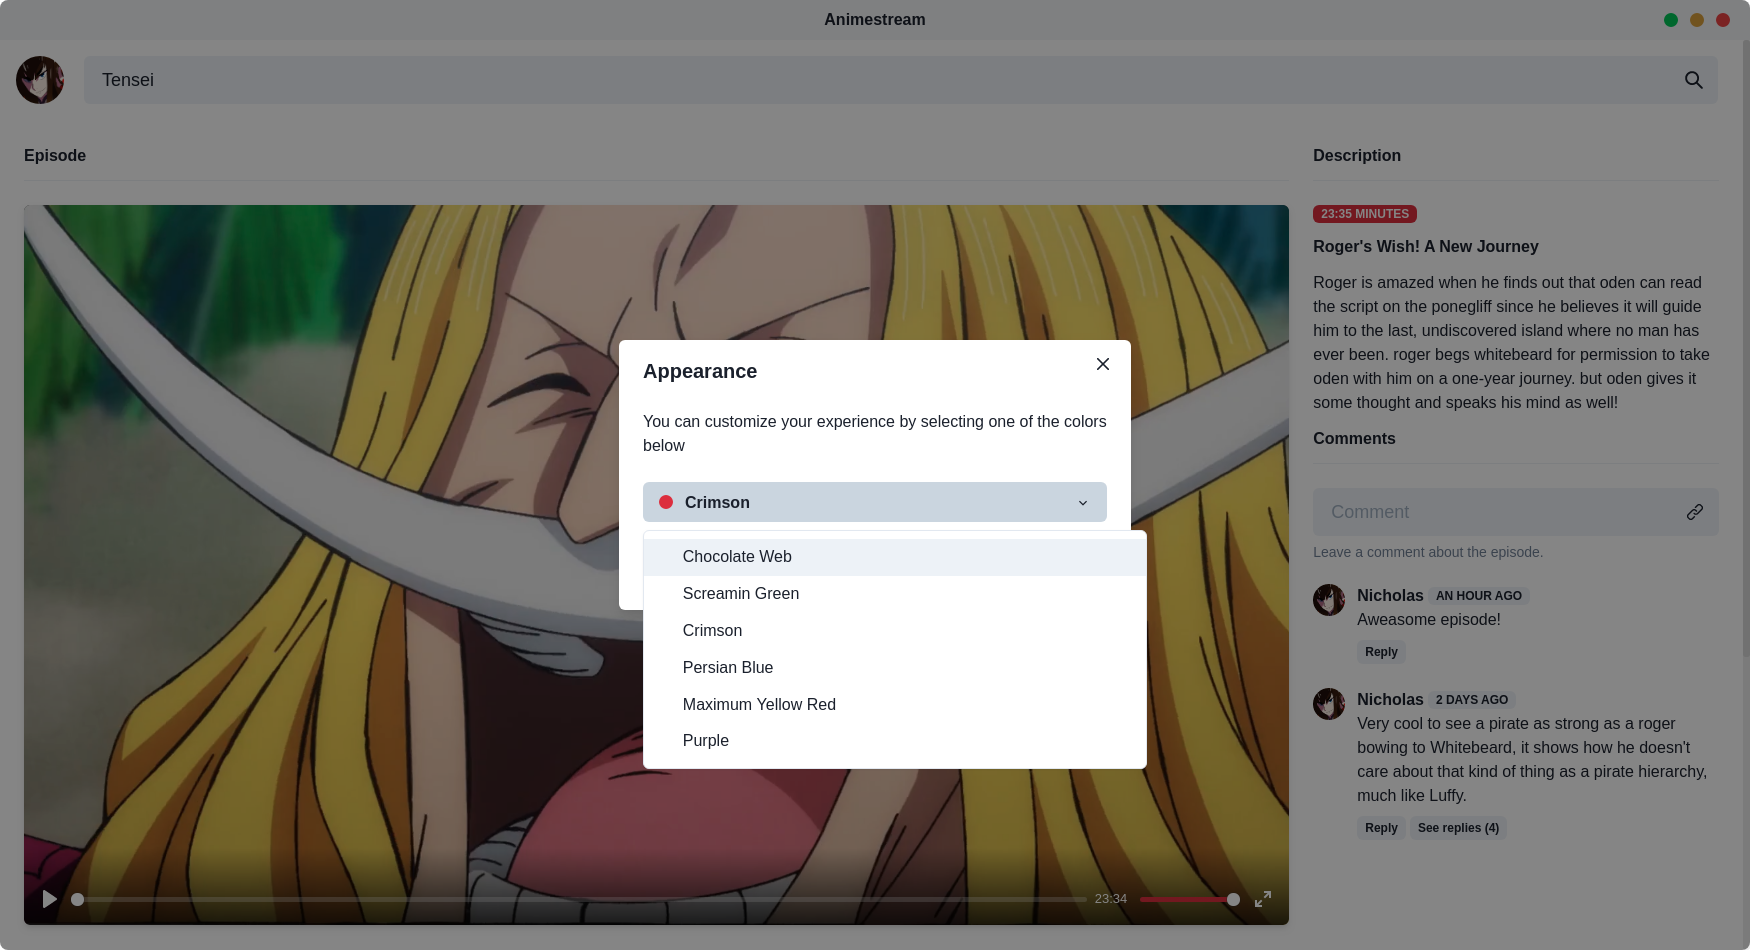 Animestream
Tensei
Episode
Description
23:35 MINUTES
Roger's Wish! A New Journey
Roger is amazed when he finds out that oden can read
the script on the ponegliff since he believes it will guide
him to the last, undiscovered island where no man has
ever been. roger begs whitebeard for permission to take
oden with him on a one-year journey. but oden gives it
some thought and speaks his mind as well!
Comments
Comment
Leave a comment about the episode.
Nicholas AN HOUR AGO
Aweasome episode!
Reply
Nicholas 2 DAYS AGO
Very cool to see a pirate as strong as a roger
bowing to Whitebeard, it shows how he doesn't
care about that kind of thing as a pirate hierarchy,
much like Luffy.
Reply See replies (4)
Appearance
You can customize your experience by selecting one of the colors
below
Crimson
Chocolate Web
Screamin Green
Crimson
Persian Blue
Maximum Yellow Red
Purple
23:34